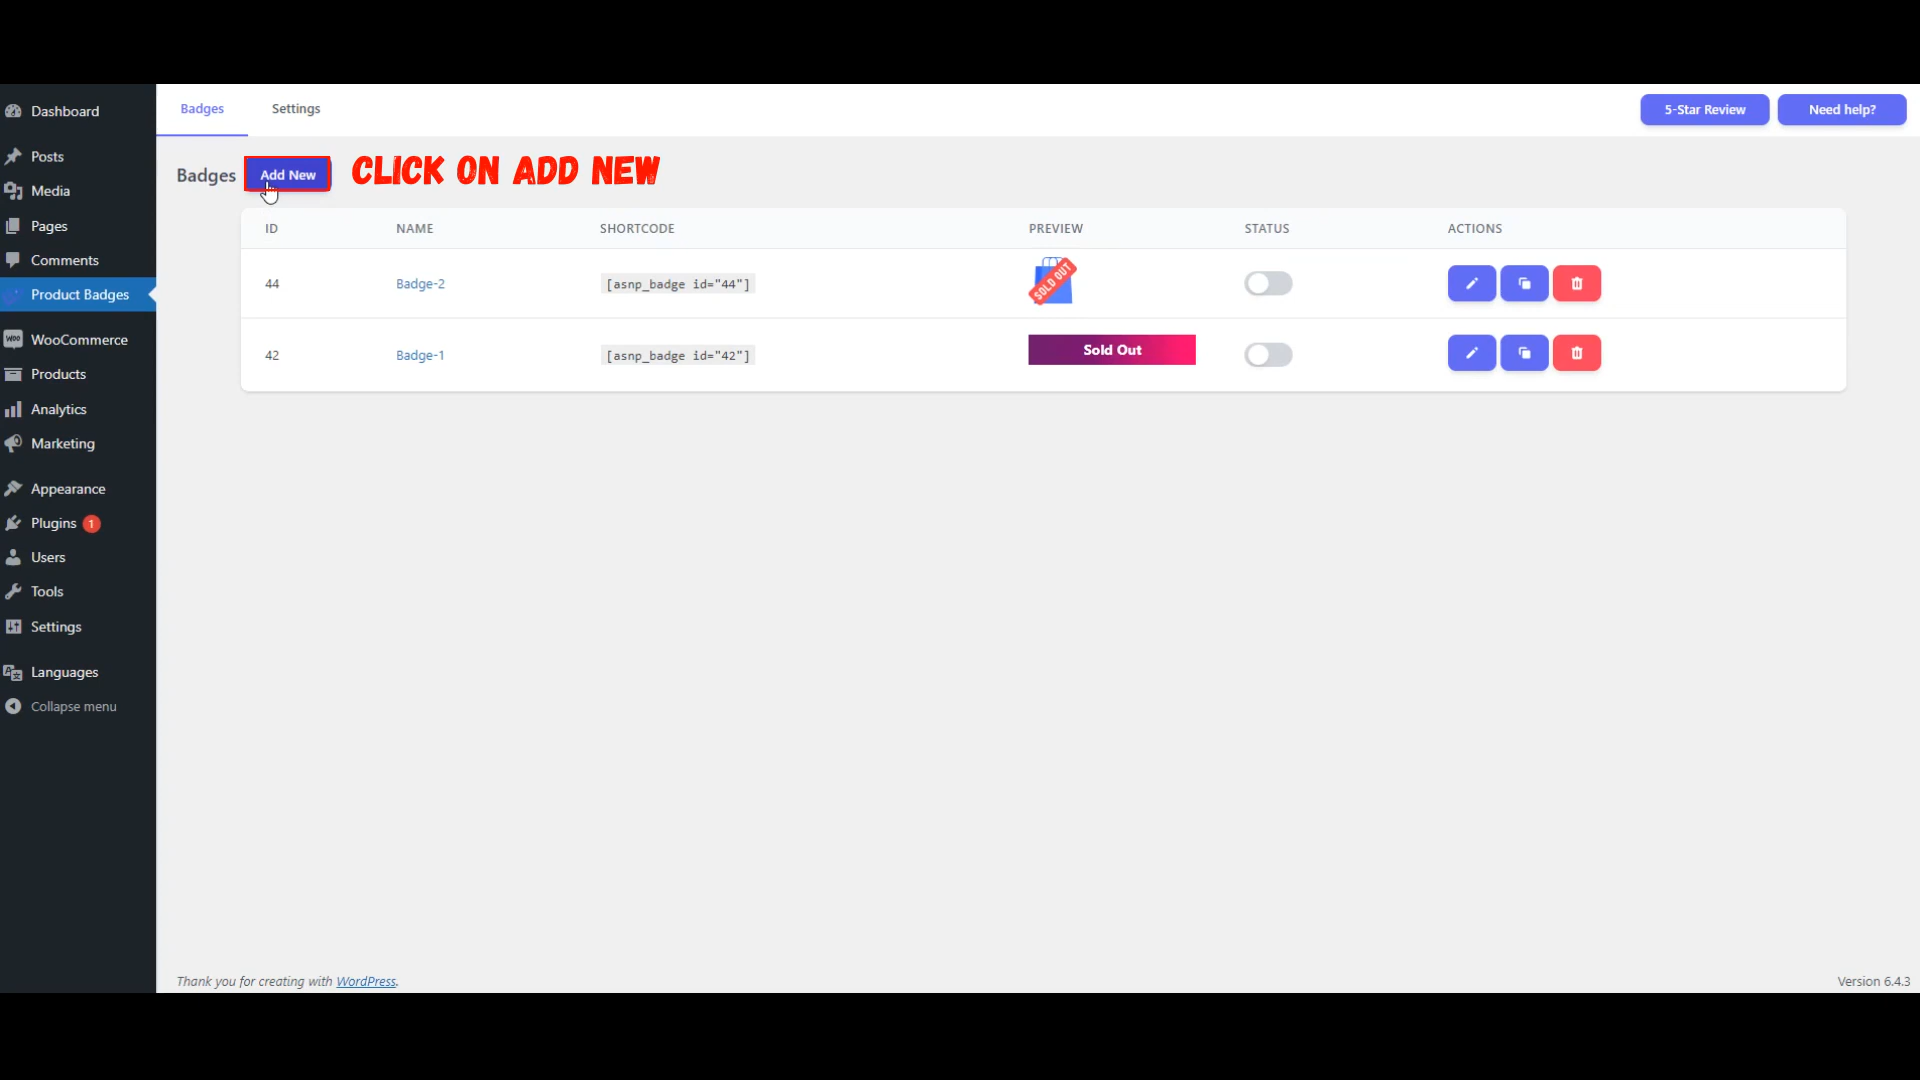 Dashboard
Posts
Media
Pages
Comments
Product Badges
WOO WooCommerce
Products
Analytics
Marketing
Appearance
Plugins 1
Users
Tools
Settings
Languages
Collapse menu
Badges Settings 5-Star Review Need help?
Badges Add New CLICK ON ADD NEW
ID NAME SHORTCODE PREVIEW STATUS ACTIONS
44 Badge-2 [asnp_badge id="44"] SOLD OUT
42 Badge-1 [asnp_badge id="42"] Sold Out
Thank you for creating with WordPress. Version 6.4.3